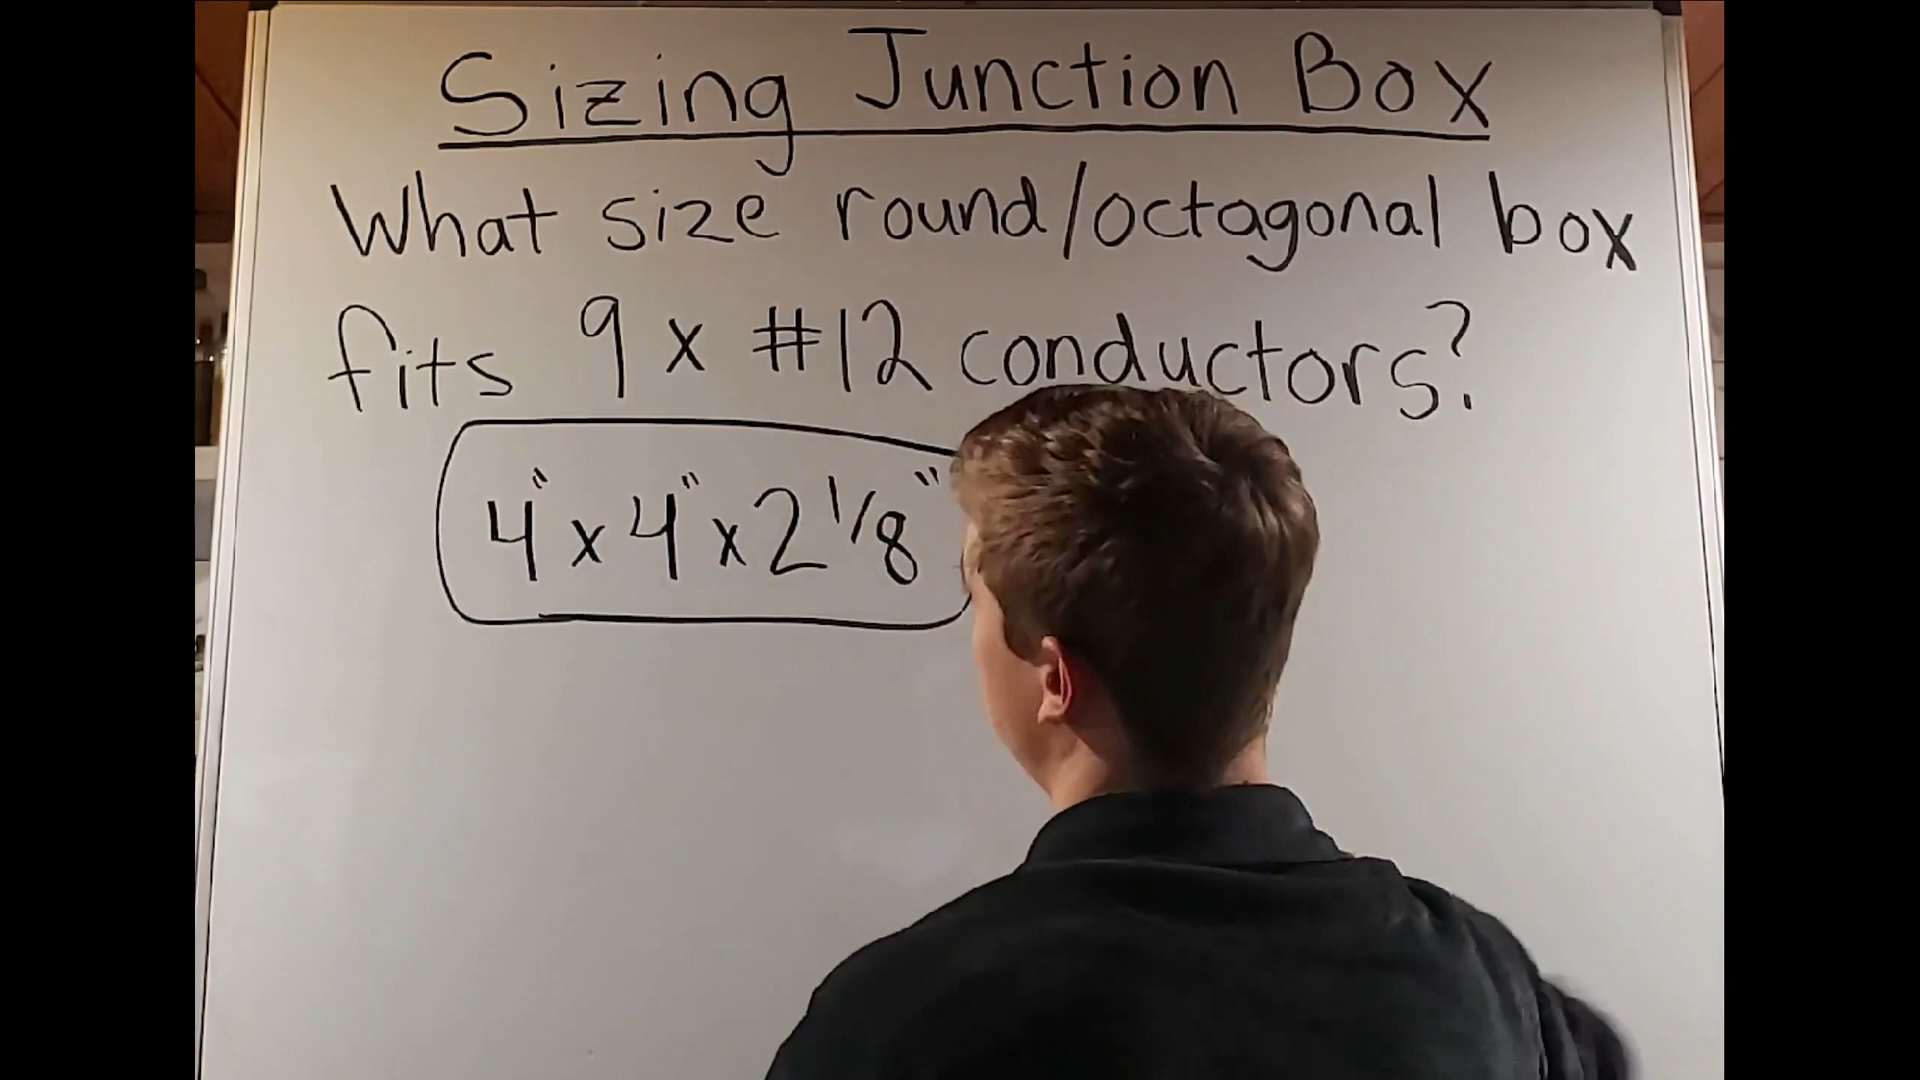 Sizing Junction Box
What size round/octagonal box
fits 9 x #12 conductors?
4" x 4" x 2 1/8"